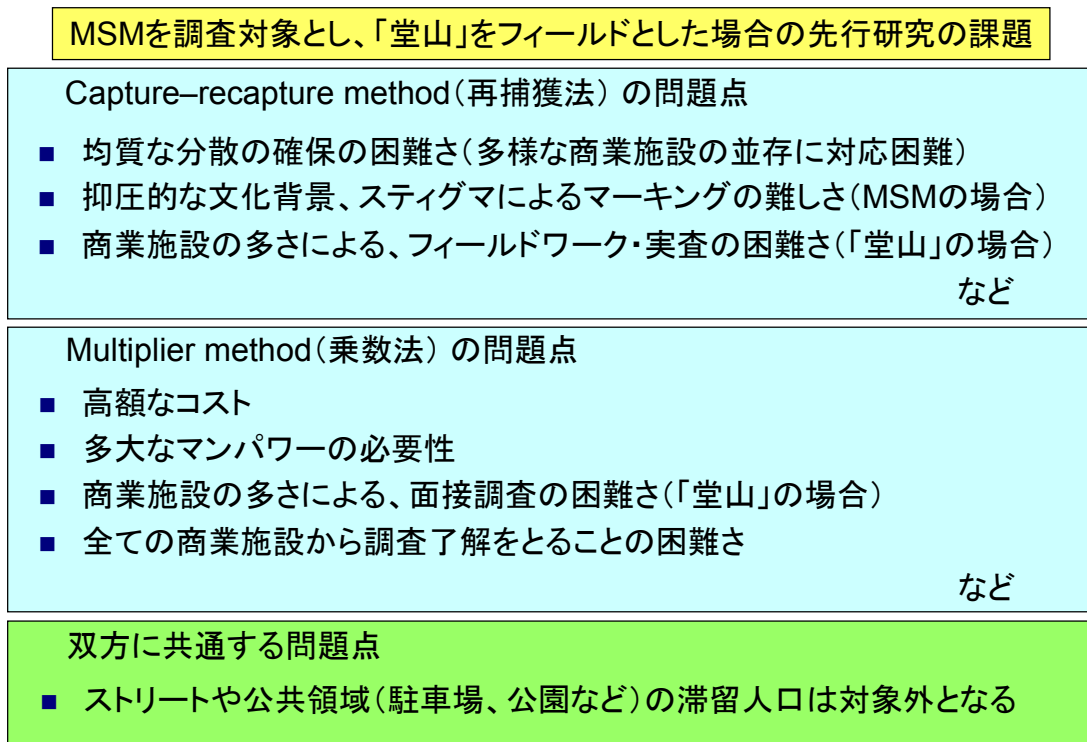 MSMを調査対象とし、「堂山」をフィールドとした場合の先行研究の課題
Capture–recapture method（再捕獲法） の問題点
■ 均質な分散の確保の困難さ（多様な商業施設の並存に対応困難）
■ 抑圧的な文化背景、スティグマによるマーキングの難しさ（MSMの場合）
■ 商業施設の多さによる、フィールドワーク・実査の困難さ（「堂山」の場合）
など
Multiplier method（乗数法） の問題点
■ 高額なコスト
■ 多大なマンパワーの必要性
■ 商業施設の多さによる、面接調査の困難さ（「堂山」の場合）
■ 全ての商業施設から調査了解をとることの困難さ
など
双方に共通する問題点
■ ストリートや公共領域（駐車場、公園など）の滞留人口は対象外となる